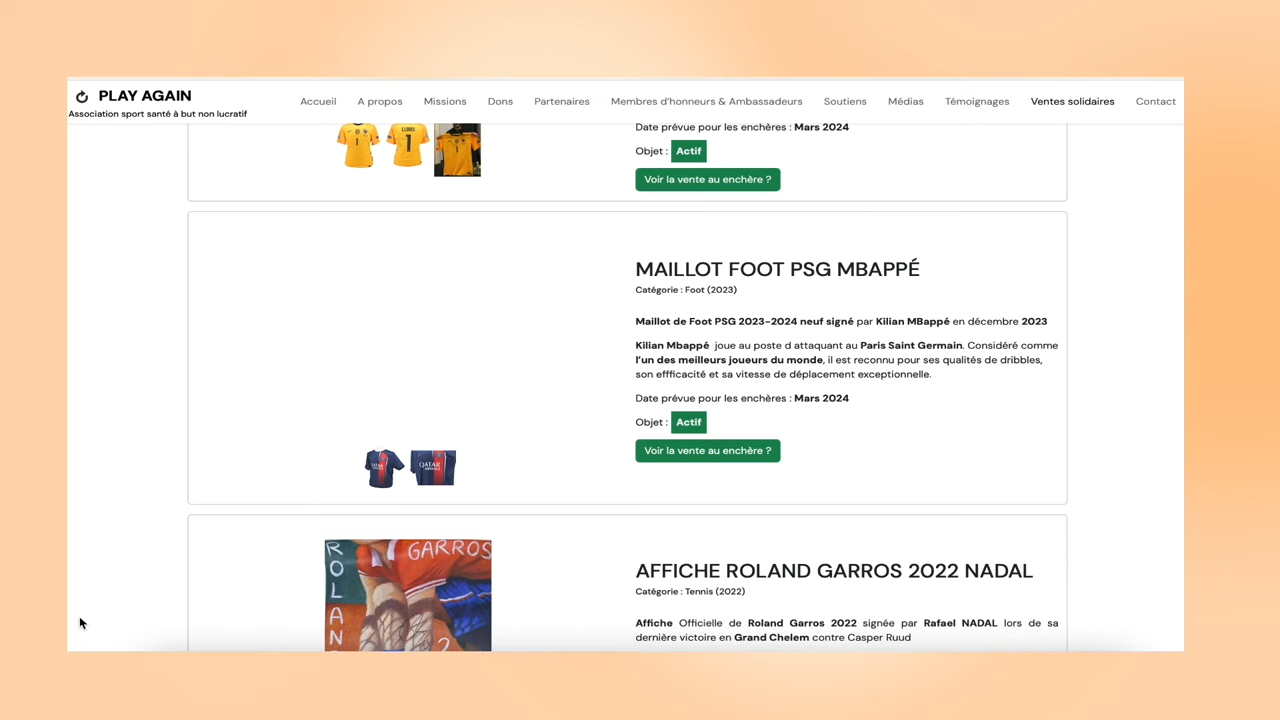 PLAY AGAIN
Association sport santé à but non lucratif
Accueil A propos Missions Dons Partenaires Membres d'honneurs & Ambassadeurs Soutiens Médias Témoignages Ventes solidaires Contact
LLORIS
1
1
Date prévue pour les enchères : Mars 2024
Objet : Actif
Voir la vente au enchère ?
MAILLOT FOOT PSG MBAPPÉ
Catégorie : Foot (2023)
Maillot de Foot PSG 2023-2024 neuf signé par Kilian MBappé en décembre 2023
Kilian Mbappé joue au poste d attaquant au Paris Saint Germain. Considéré comme
l'un des meilleurs joueurs du monde, il est reconnu pour ses qualités de dribbles,
son effficacité et sa vitesse de déplacement exceptionnelle.
Date prévue pour les enchères : Mars 2024
Objet : Actif
Voir la vente au enchère ?
QATAR
QATAR
AFFICHE ROLAND GARROS 2022 NADAL
Catégorie : Tennis (2022)
Affiche Officielle de Roland Garros 2022 signée par Rafael NADAL lors de sa
dernière victoire en Grand Chelem contre Casper Ruud
ROLAN
GARROS